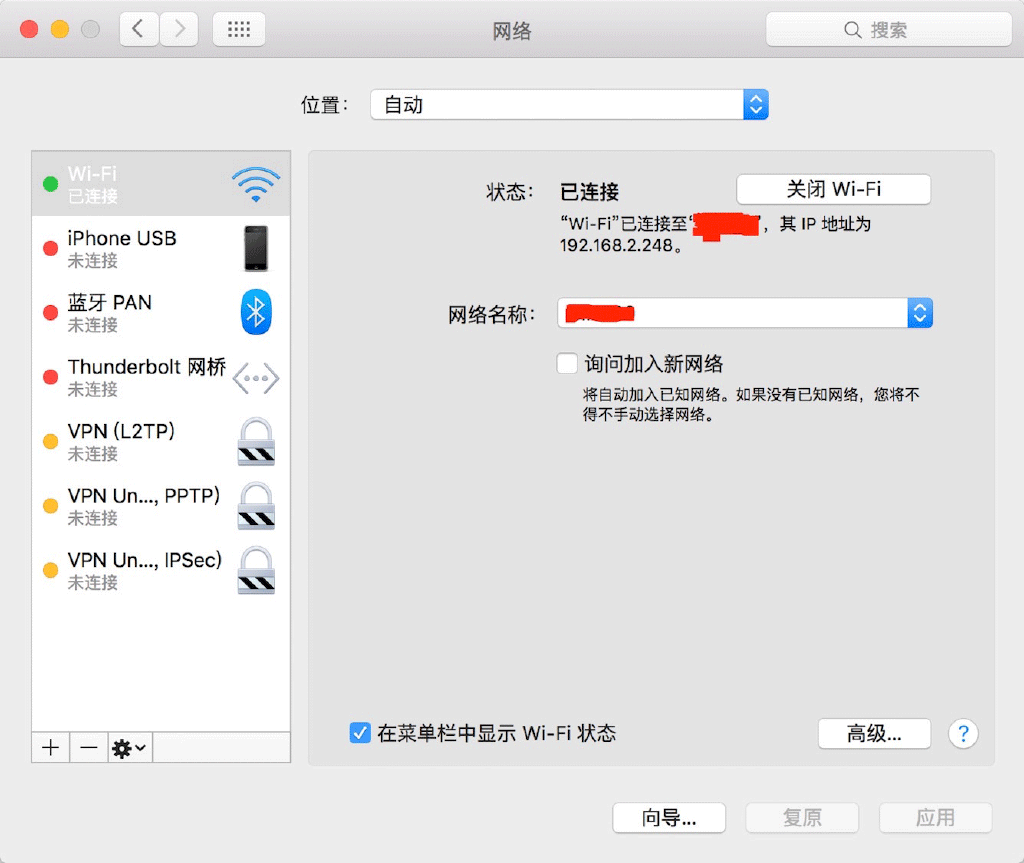 网络
搜索
位置：
自动
Wi-Fi
已连接
iPhone USB
未连接
蓝牙 PAN
未连接
Thunderbolt 网桥
未连接
VPN (L2TP)
未连接
VPN Un..., PPTP)
未连接
VPN Un..., IPSec)
未连接
状态：
已连接
关闭 Wi-Fi
“Wi-Fi”已连接至“”，其 IP 地址为
192.168.2.248。
网络名称：
询问加入新网络
将自动加入已知网络。如果没有已知网络，您将不
得不手动选择网络。
在菜单栏中显示 Wi-Fi 状态
高级...
?
向导...
复原
应用